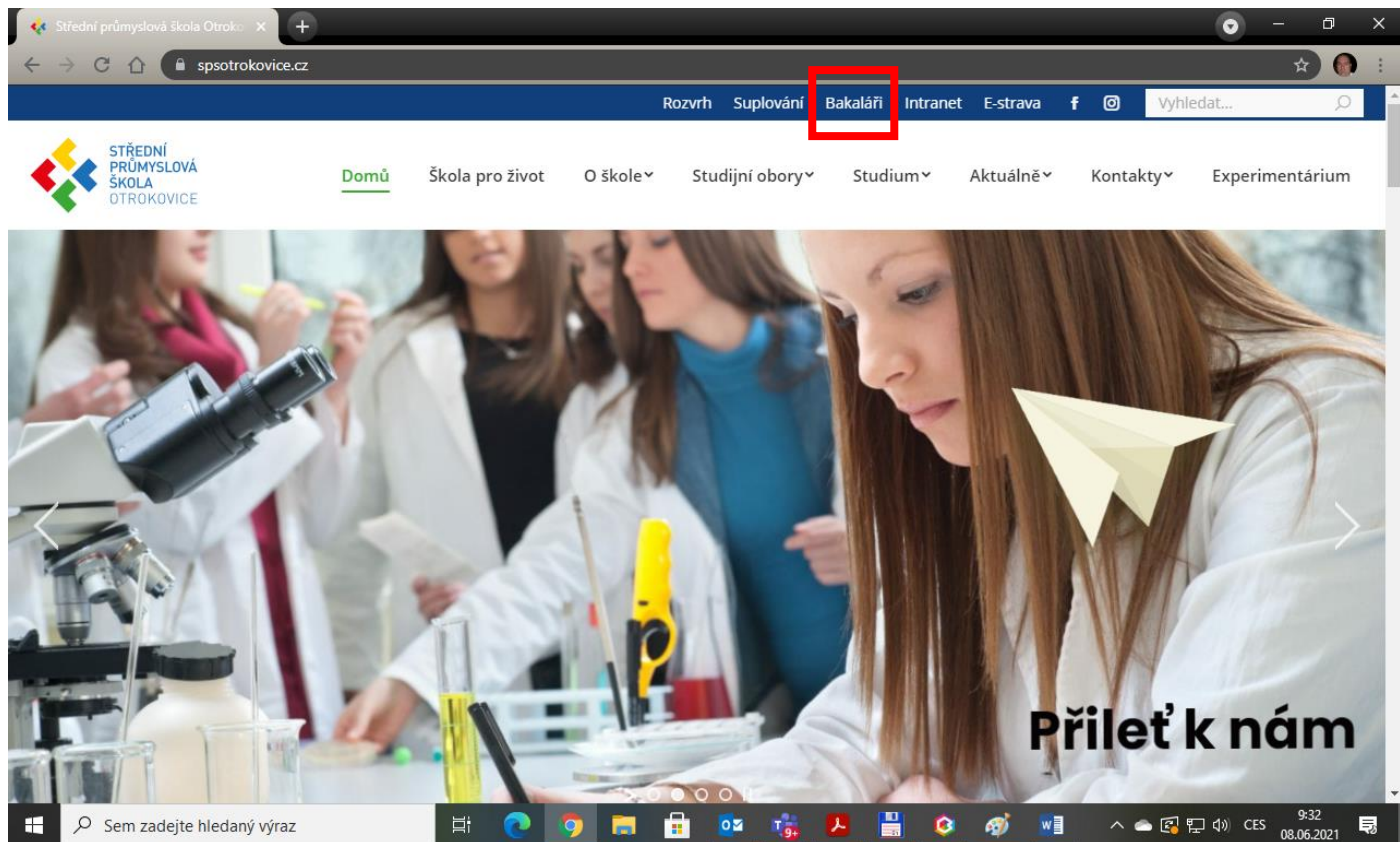 Střední průmyslová škola Otroko
spsotrokovice.cz
Rozvrh Suplování Bakaláři Intranet E-strava Vyhledat...
STŘEDNÍ
PRŮMYSLOVÁ
ŠKOLA
OTROKOVICE
Domů Škola pro život O škole Studijní obory Studium Aktuálně Kontakty Experimentárium
Přileť k nám
Sem zadejte hledaný výraz
9+
CES
9:32
08.06.2021